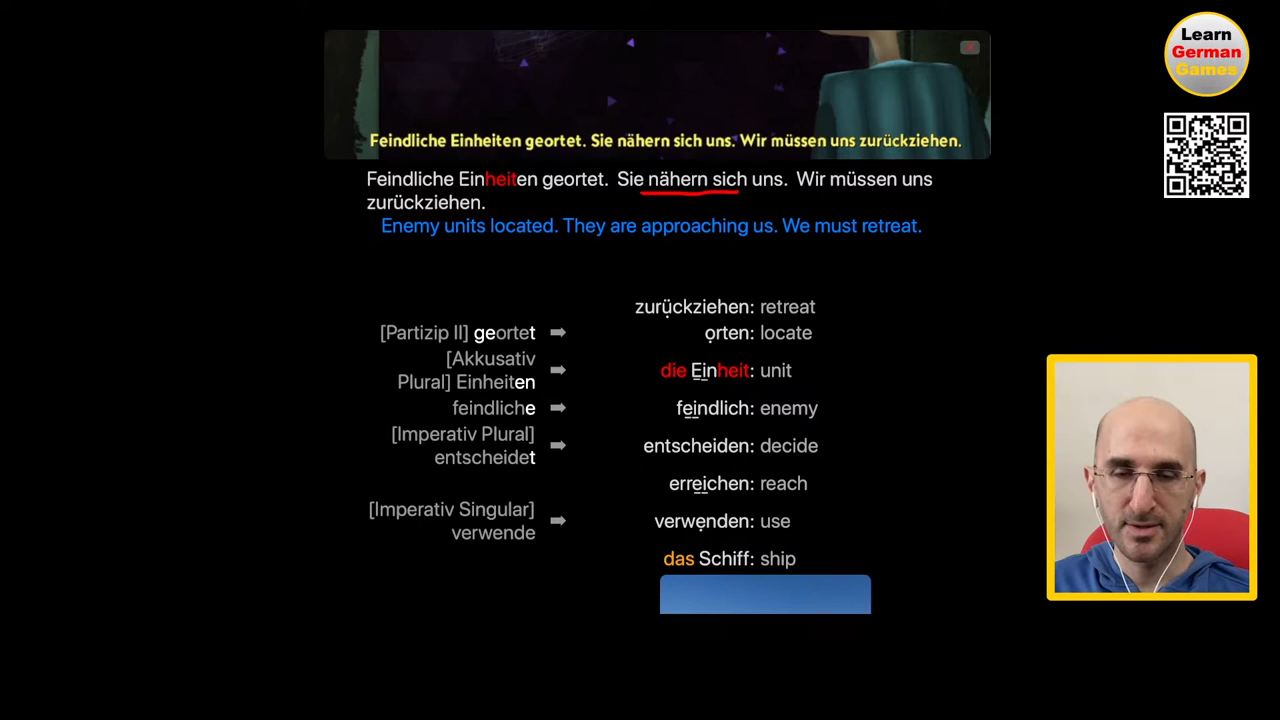 Learn
German
Games
Feindliche Einheiten geortet. Sie nähern sich uns. Wir müssen uns zurückziehen.
Feindliche Einheiten geortet. Sie nähern sich uns. Wir müssen uns
zurückziehen.
Enemy units located. They are approaching us. We must retreat.
zurückziehen: retreat
[Partizip II] geortet ➡ orten: locate
[Akkusativ
Plural] Einheiten ➡ die Einheit: unit
feindliche ➡ feindlich: enemy
[Imperativ Plural]
entscheidet ➡ entscheiden: decide
erreichen: reach
[Imperativ Singular]
verwende ➡ verwenden: use
das Schiff: ship